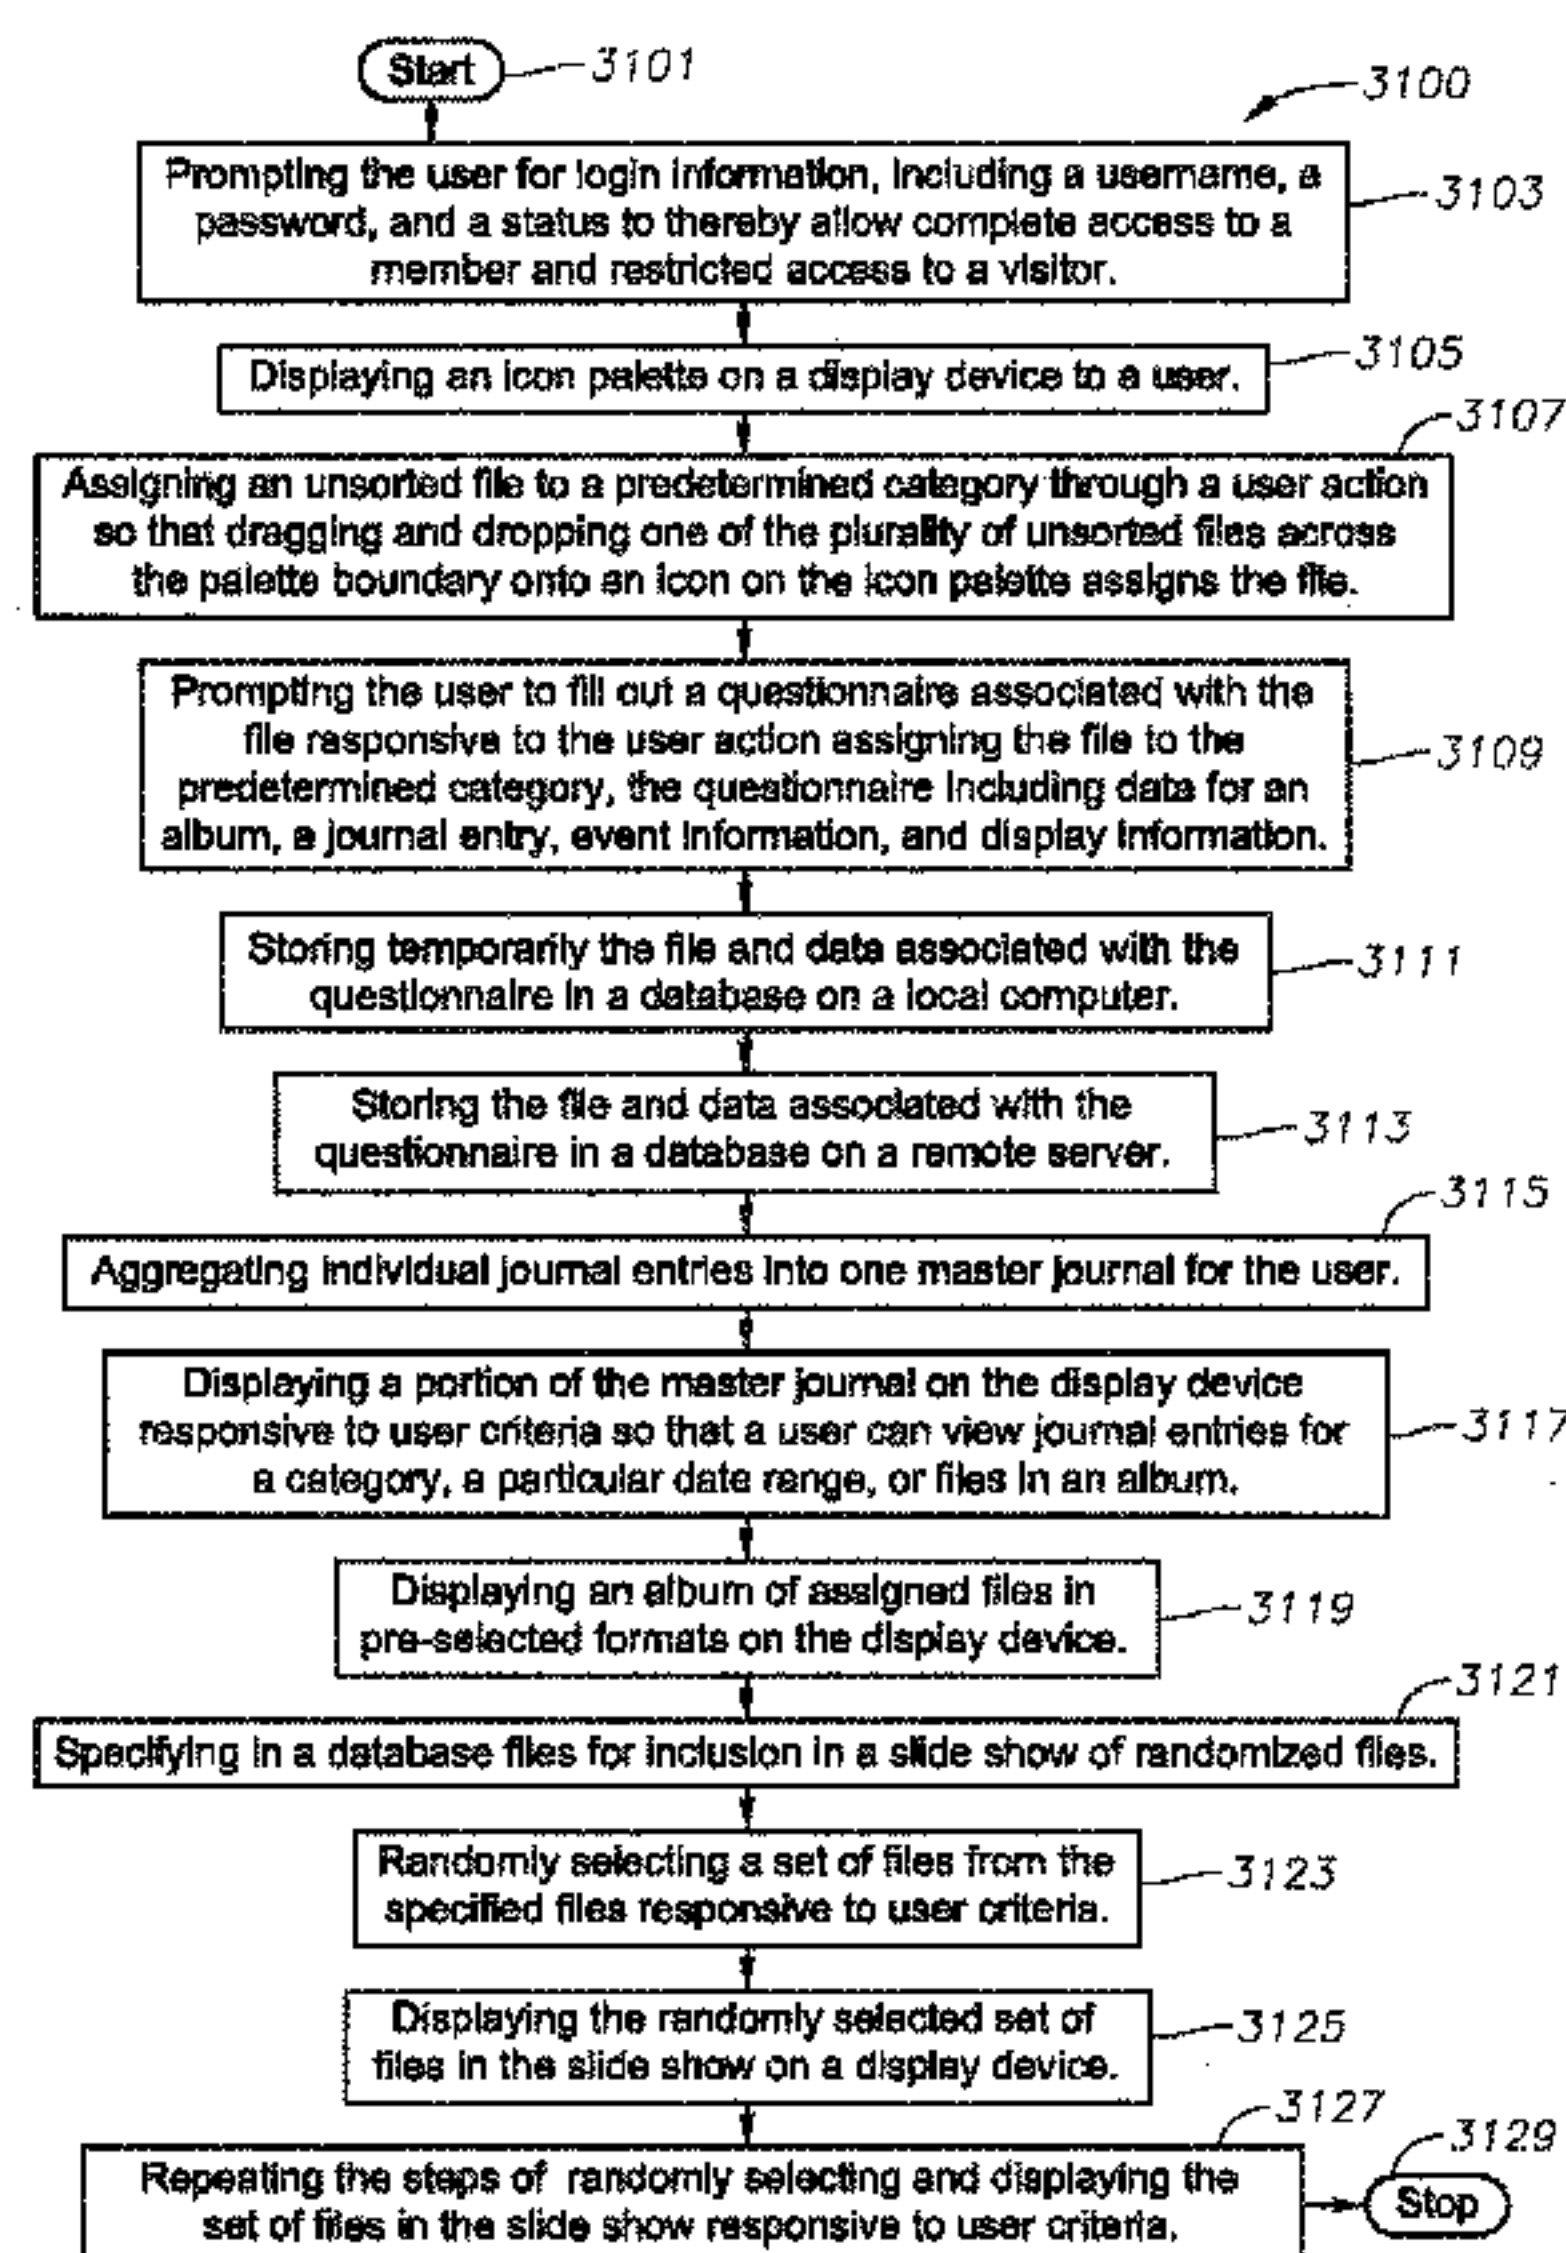 Start
3101
3100
Prompting the user for login information, including a username, a
password, and a status to thereby allow complete access to a
member and restricted access to a visitor.
3103
Displaying an icon palette on a display device to a user.
3105
3107
Assigning an unsorted file to a predetermined category through a user action
so that dragging and dropping one of the plurality of unsorted files across
the palette boundary onto an icon on the icon palette assigns the file.
Prompting the user to fill out a questionnaire associated with the
file responsive to the user action assigning the file to the
predetermined category, the questionnaire including data for an
album, a journal entry, event information, and display information.
3109
Storing temporarily the file and data associated with the
questionnaire in a database on a local computer.
3111
Storing the file and data associated with the
questionnaire in a database on a remote server.
3113
3115
Aggregating individual journal entries into one master journal for the user.
Displaying a portion of the master journal on the display device
responsive to user criteria so that a user can view journal entries for
a category, a particular date range, or files in an album.
3117
Displaying an album of assigned files in
pre-selected formats on the display device.
3119
3121
Specifying in a database files for inclusion in a slide show of randomized files.
Randomly selecting a set of files from the
specified files responsive to user criteria.
3123
Displaying the randomly selected set of
files in the slide show on a display device.
3125
3127
Repeating the steps of randomly selecting and displaying the
set of files in the slide show responsive to user criteria.
3129
Stop